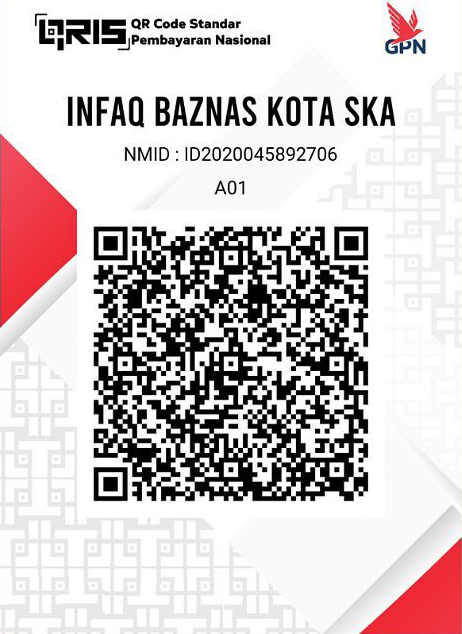 QRIS QR Code Standar
Pembayaran Nasional
GPN
INFAQ BAZNAS KOTA SKA
NMID : ID2020045892706
A01